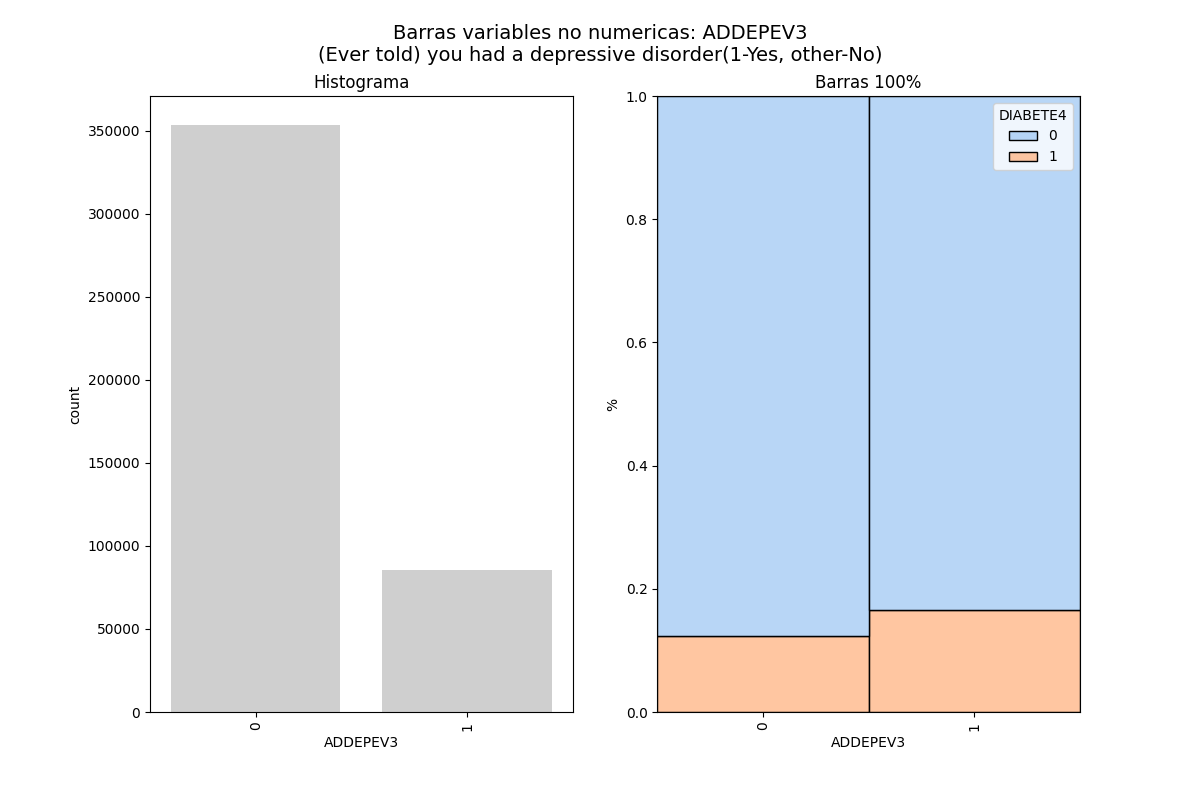 Barras variables no numericas: ADDEPEV3
(Ever told) you had a depressive disorder(1-Yes, other-No)
Histograma
350000
300000
250000
200000
150000
100000
50000
0
count
0
1
ADDEPEV3
Barras 100%
1.0
0.8
0.6
0.4
0.2
0.0
%
DIABETE4
0
1
0
1
ADDEPEV3